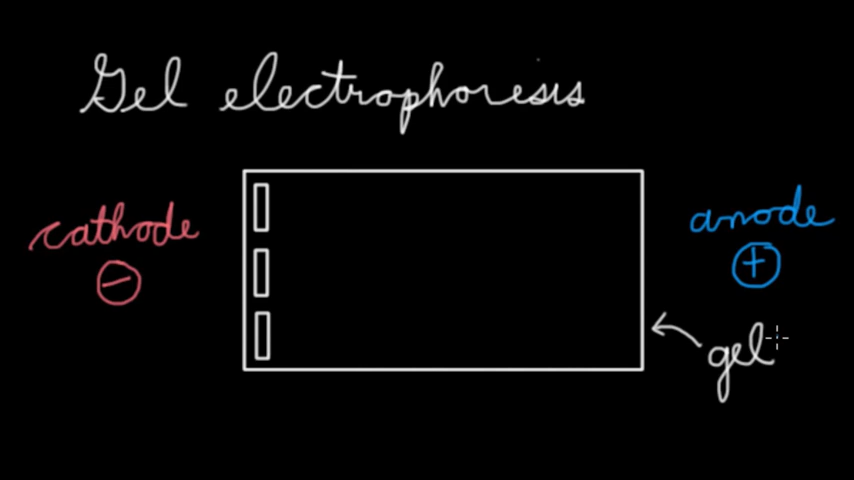 Gel electrophoresis
cathode
−
anode
+
gel